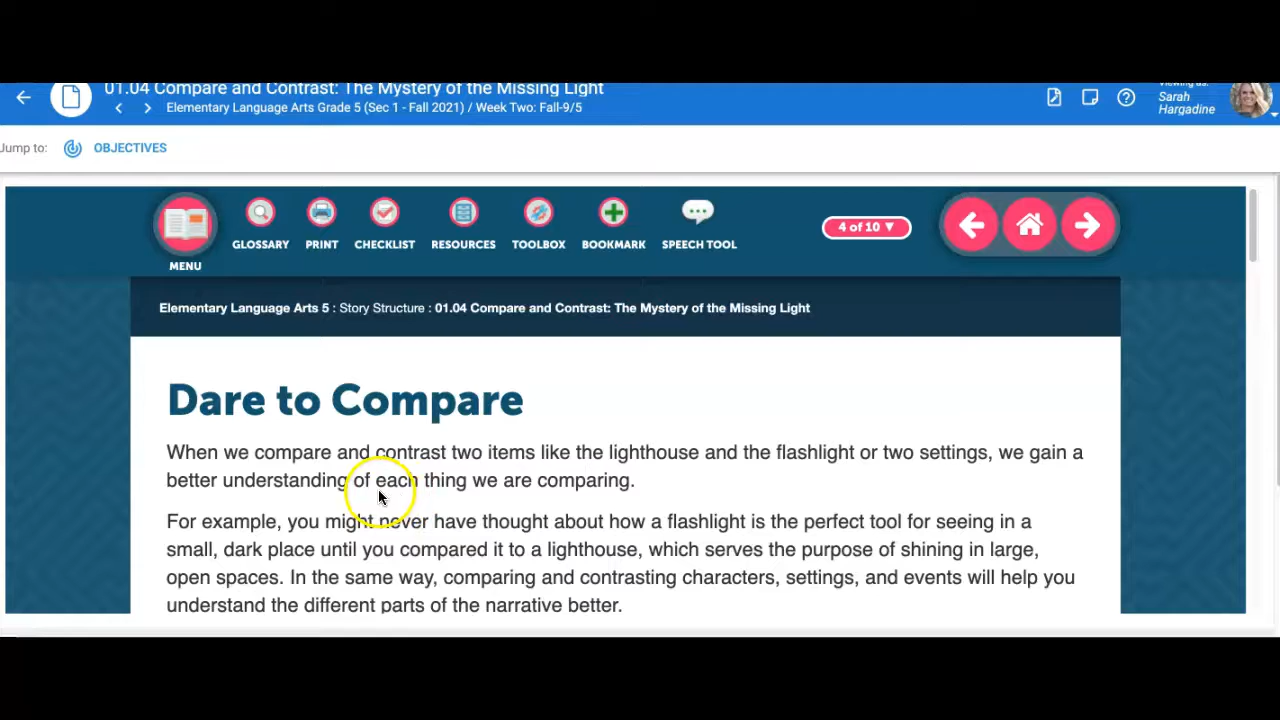 01.04 Compare and Contrast: The Mystery of the Missing Light
Elementary Language Arts Grade 5 (Sec 1 - Fall 2021) / Week Two: Fall-9/5
Viewing as:
Sarah
Hargadine
Jump to: OBJECTIVES
MENU
GLOSSARY
PRINT
CHECKLIST
RESOURCES
TOOLBOX
BOOKMARK
SPEECH TOOL
4 of 10 ▼
Elementary Language Arts 5 : Story Structure : 01.04 Compare and Contrast: The Mystery of the Missing Light
Dare to Compare
When we compare and contrast two items like the lighthouse and the flashlight or two settings, we gain a
better understanding of each thing we are comparing.
For example, you might never have thought about how a flashlight is the perfect tool for seeing in a
small, dark place until you compared it to a lighthouse, which serves the purpose of shining in large,
open spaces. In the same way, comparing and contrasting characters, settings, and events will help you
understand the different parts of the narrative better.